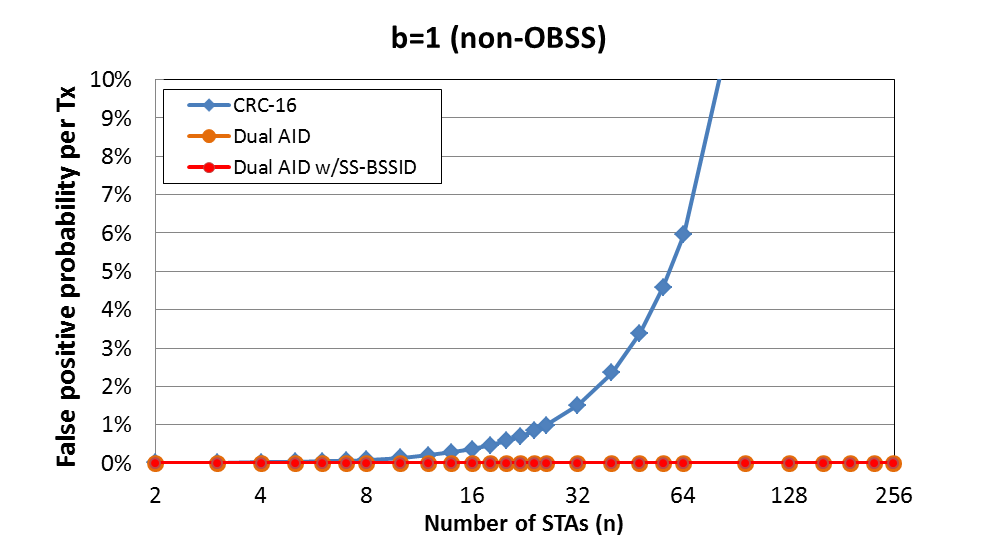 b=1 (non-OBSS)
False positive probability per Tx
10%
9%
8%
7%
6%
5%
4%
3%
2%
1%
0%
CRC-16
Dual AID
Dual AID w/SS-BSSID
2 4 8 16 32 64 128 256
Number of STAs (n)